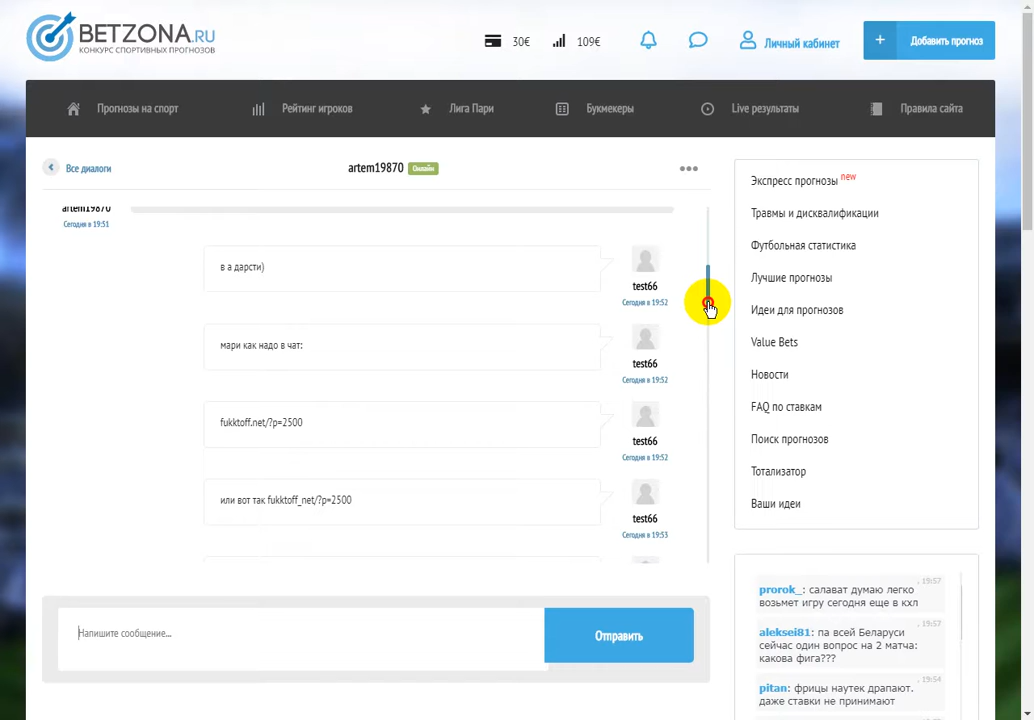 BETZONA.RU
КОНКУРС СПОРТИВНЫХ ПРОГНОЗОВ
30€
109€
Личный кабинет
+ Добавить прогноз
Прогнозы на спорт
Рейтинг игроков
Лига Пари
Букмекеры
Live результаты
Правила сайта
Все диалоги
artem19870 Онлайн
artem19870
Сегодня в 19:51
в а дарсти)
test66
Сегодня в 19:52
мари как надо в чат:
test66
Сегодня в 19:52
fukktoff.net/?p=2500
test66
Сегодня в 19:52
или вот так fukktoff_net/?p=2500
test66
Сегодня в 19:53
Напишите сообщение...
Отправить
Экспресс прогнозы new
Травмы и дисквалификации
Футбольная статистика
Лучшие прогнозы
Идеи для прогнозов
Value Bets
Новости
FAQ по ставкам
Поиск прогнозов
Тотализатор
Ваши идеи
, 19:57
prorok_: салават думаю легко
возьмет игру сегодня еще в кхл
, 19:57
aleksei81: па всей Беларуси
сейчас один вопрос на 2 матча:
какова фига???
, 19:54
pitan: фрицы наутек драпают.
даже ставки не принимают